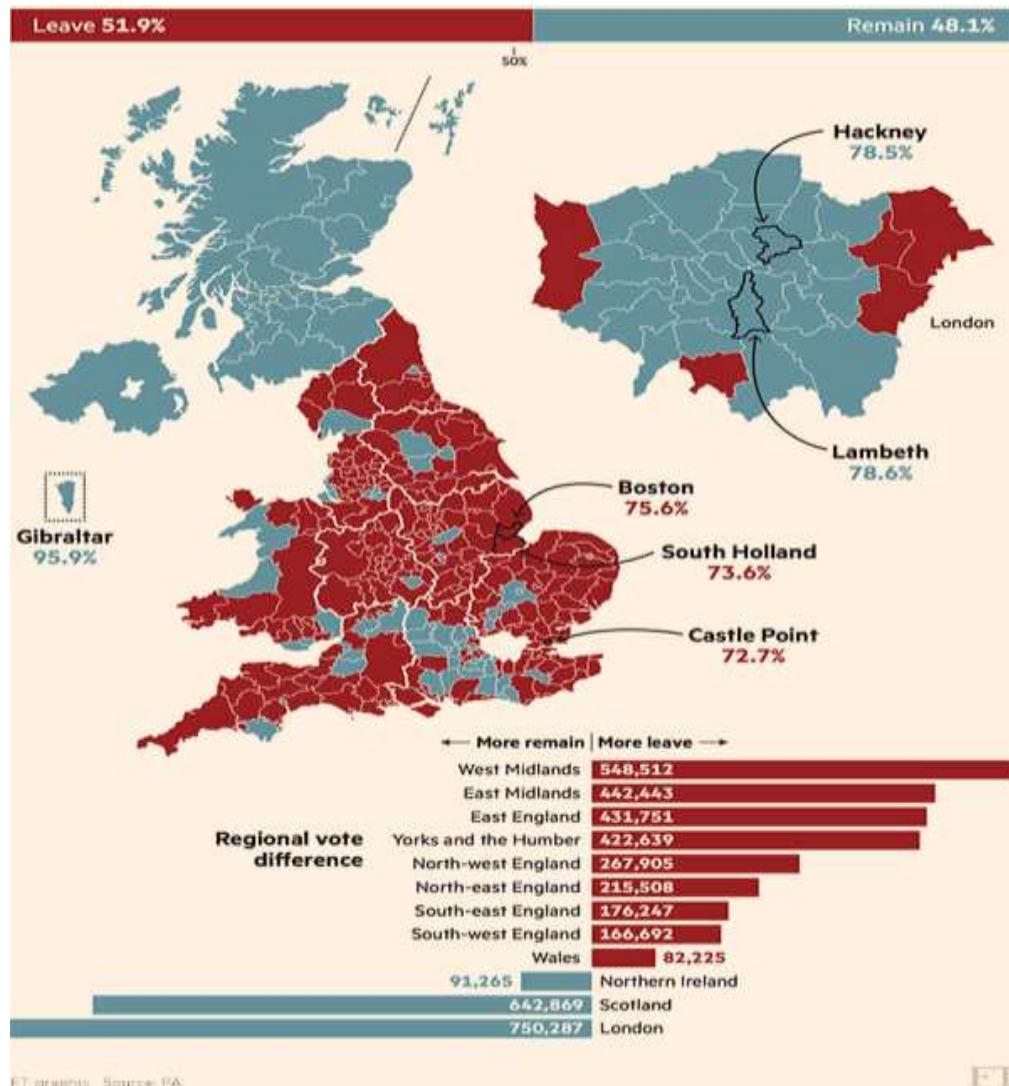 Leave 51.9%
Remain 48.1%
50%
Hackney
78.5%
London
Lambeth
78.6%
Boston
75.6%
Gibraltar
95.9%
South Holland
73.6%
Castle Point
72.7%
← More remain | More leave →
Regional vote
difference
West Midlands 548,512
East Midlands 442,443
East England 431,751
Yorks and the Humber 422,639
North-west England 267,905
North-east England 215,508
South-east England 176,247
South-west England 166,692
Wales 82,225
91,265 Northern Ireland
642,869 Scotland
750,287 London
FT graphic Source: PA